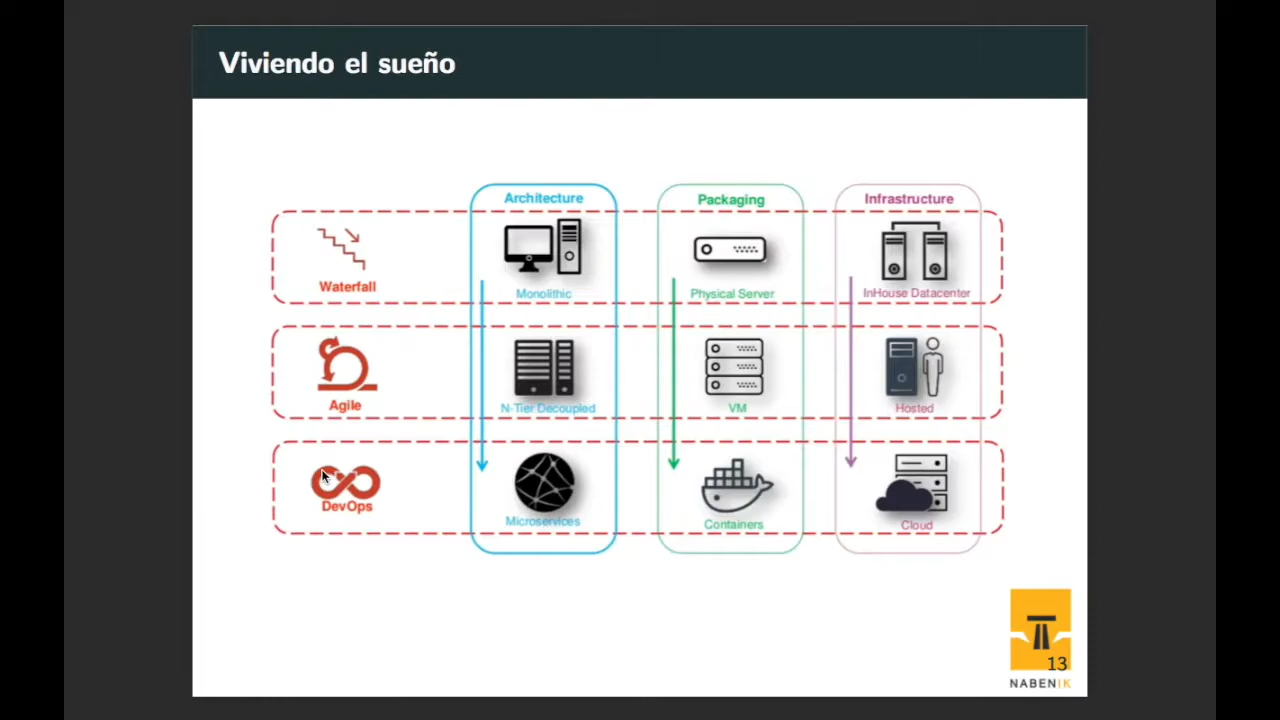 Viviendo el sueño
Architecture
Packaging
Infrastructure
Waterfall
Monolithic
Physical Server
InHouse Datacenter
Agile
N-Tier Decoupled
VM
Hosted
DevOps
Microservices
Containers
Cloud
13
NABENIK